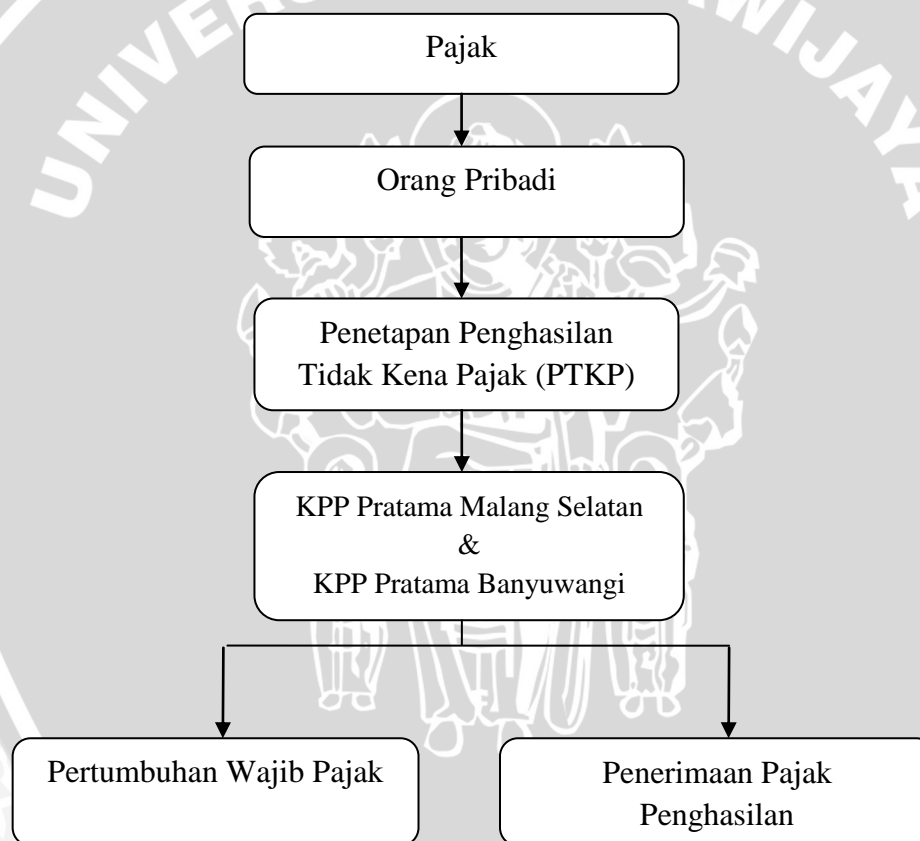 Pajak
Orang Pribadi
Penetapan Penghasilan
Tidak Kena Pajak (PTKP)
KPP Pratama Malang Selatan
&
KPP Pratama Banyuwangi
Pertumbuhan Wajib Pajak
Penerimaan Pajak
Penghasilan